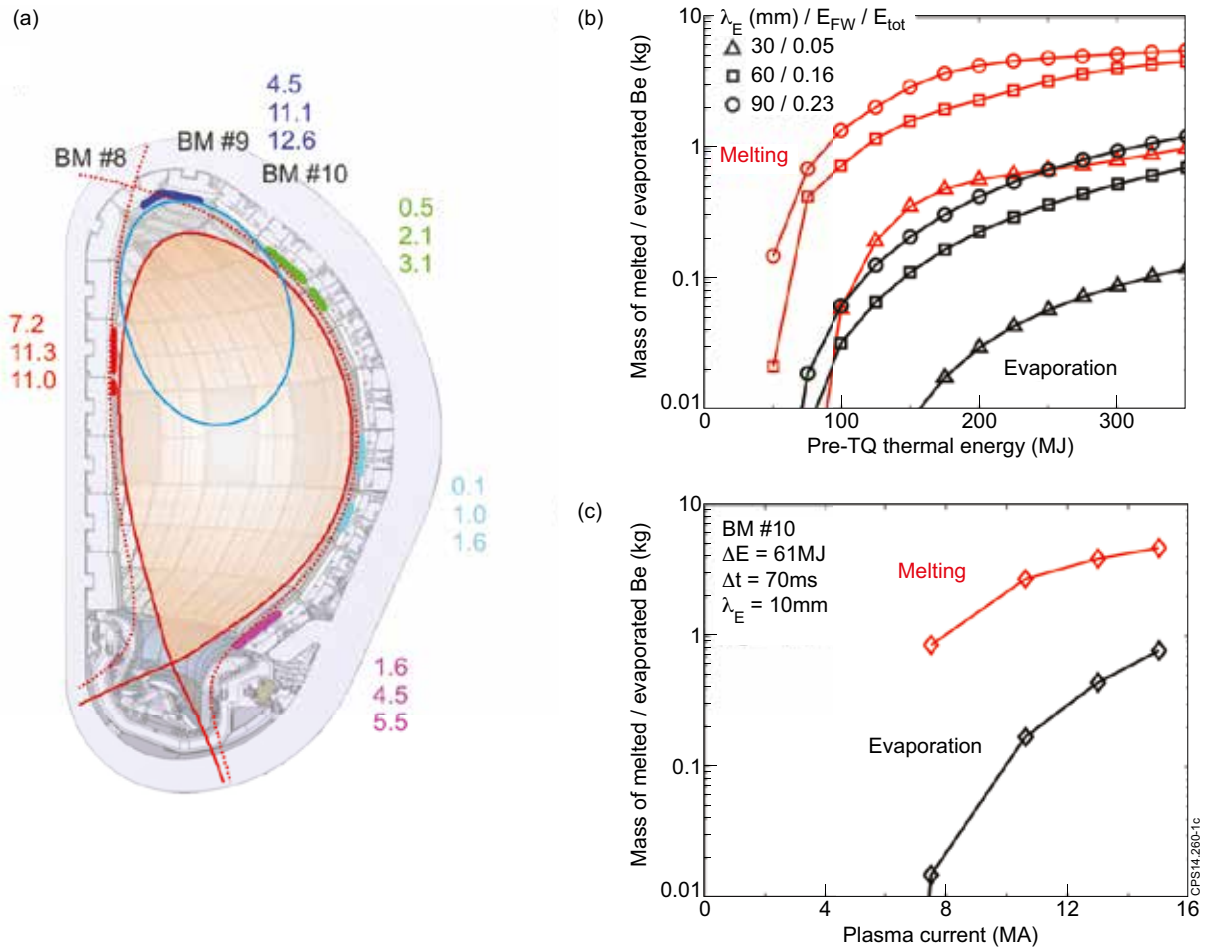 (a)
4.5
11.1
12.6
BM #8
BM #9
BM #10
0.5
2.1
3.1
7.2
11.3
11.0
0.1
1.0
1.6
1.6
4.5
5.5
(b)
λE (mm) / EFW / Etot
30 / 0.05
60 / 0.16
90 / 0.23
Melting
Evaporation
Mass of melted / evaporated Be (kg)
10
1
0.1
0.01
0
100
200
300
Pre-TQ thermal energy (MJ)
(c)
BM #10
ΔE = 61MJ
Δt = 70ms
λE = 10mm
Melting
Evaporation
Mass of melted / evaporated Be (kg)
10
1
0.1
0.01
0
4
8
12
16
Plasma current (MA)
CPS14.260-1c